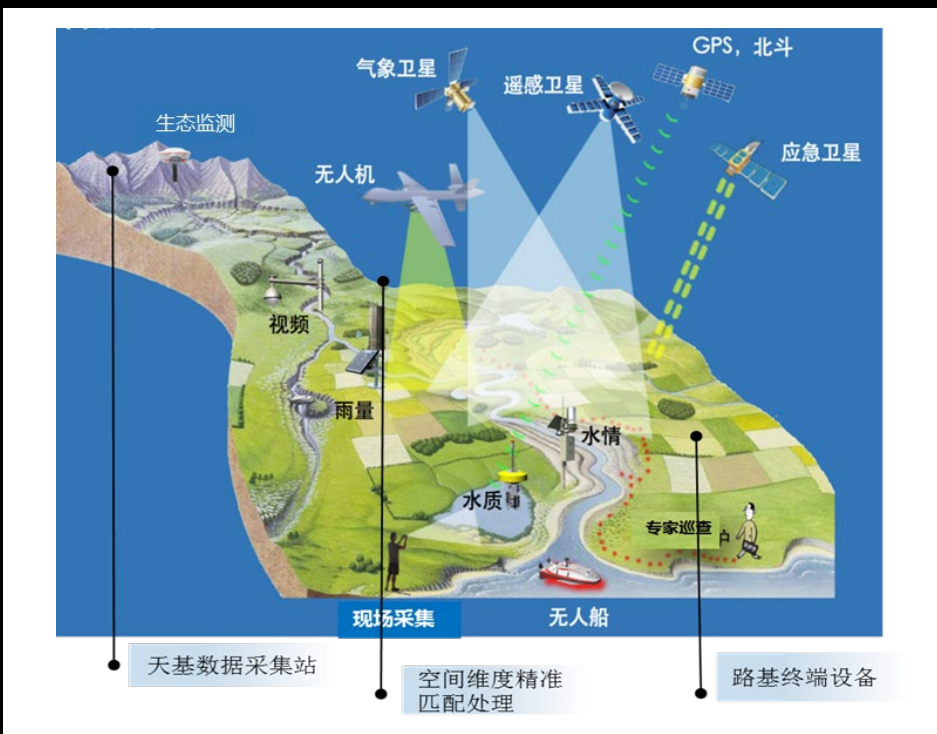 GPS，北斗
气象卫星
遥感卫星
生态监测
应急卫星
无人机
视频
雨量
水情
水质
专家巡查
现场采集
无人船
天基数据采集站
空间维度精准
匹配处理
路基终端设备